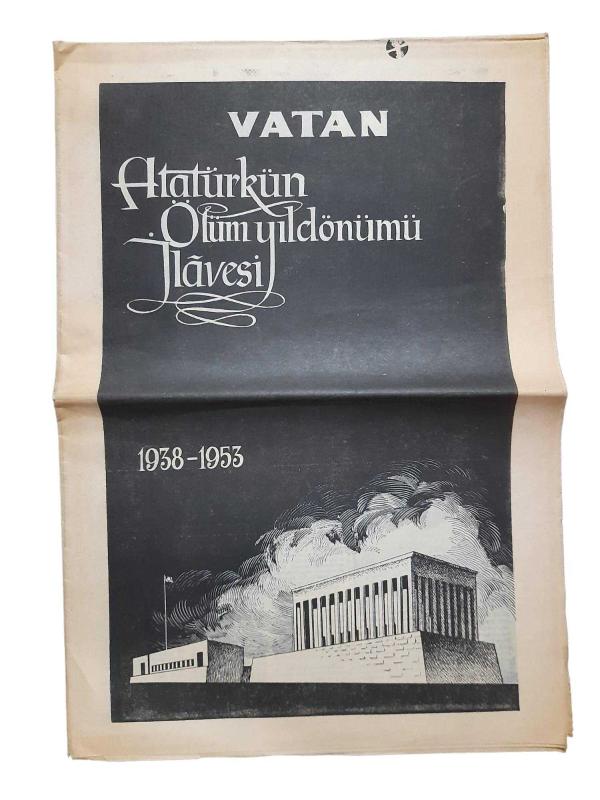 VATAN
Atatürkün
Ölüm yıldönümü
İlâvesi
1938-1953